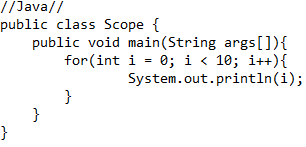 //Java//
public class Scope {
    public void main(String args[]){
        for(int i = 0; i < 10; i++){
                System.out.println(i);
        }
    }
}